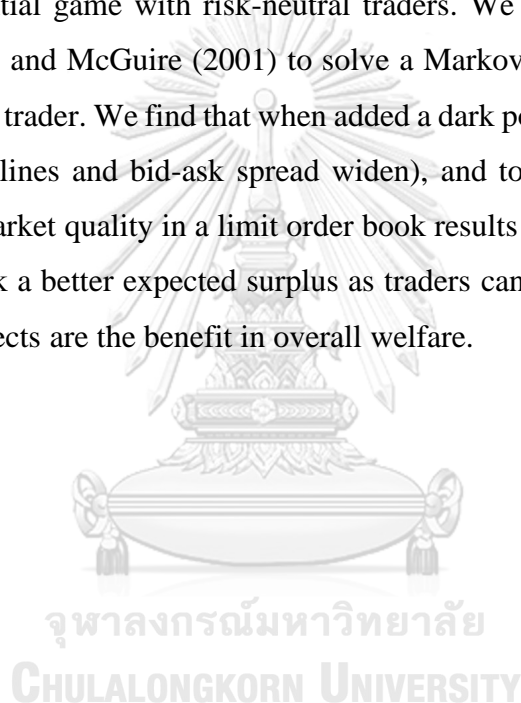 tial game with risk-neutral traders. We
and McGuire (2001) to solve a Markov
trader. We find that when added a dark po
lines and bid-ask spread widen), and to
arket quality in a limit order book results
k a better expected surplus as traders can
ects are the benefit in overall welfare.
จุฬาลงกรณ์มหาวิทยาลัย
CHULALONGKORN UNIVERSITY